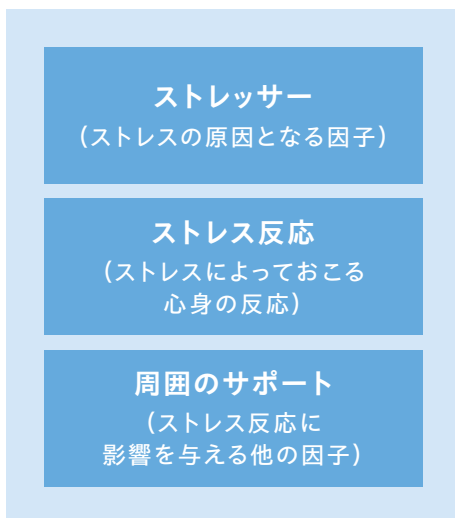 ストレッサー
(ストレスの原因となる因子)
ストレス反応
(ストレスによっておこる
心身の反応)
周囲のサポート
(ストレス反応に
影響を与える他の因子)